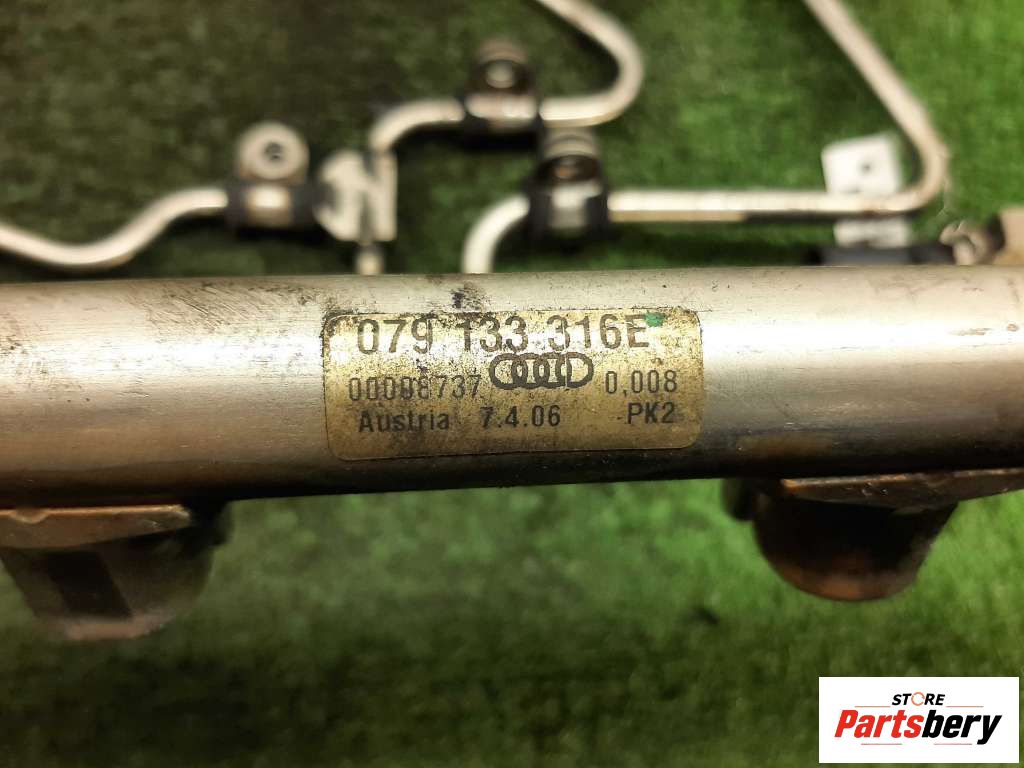 079 133 316E
00008737 0,008
Austria 7.4.06 -PK2
STORE
Partsbery